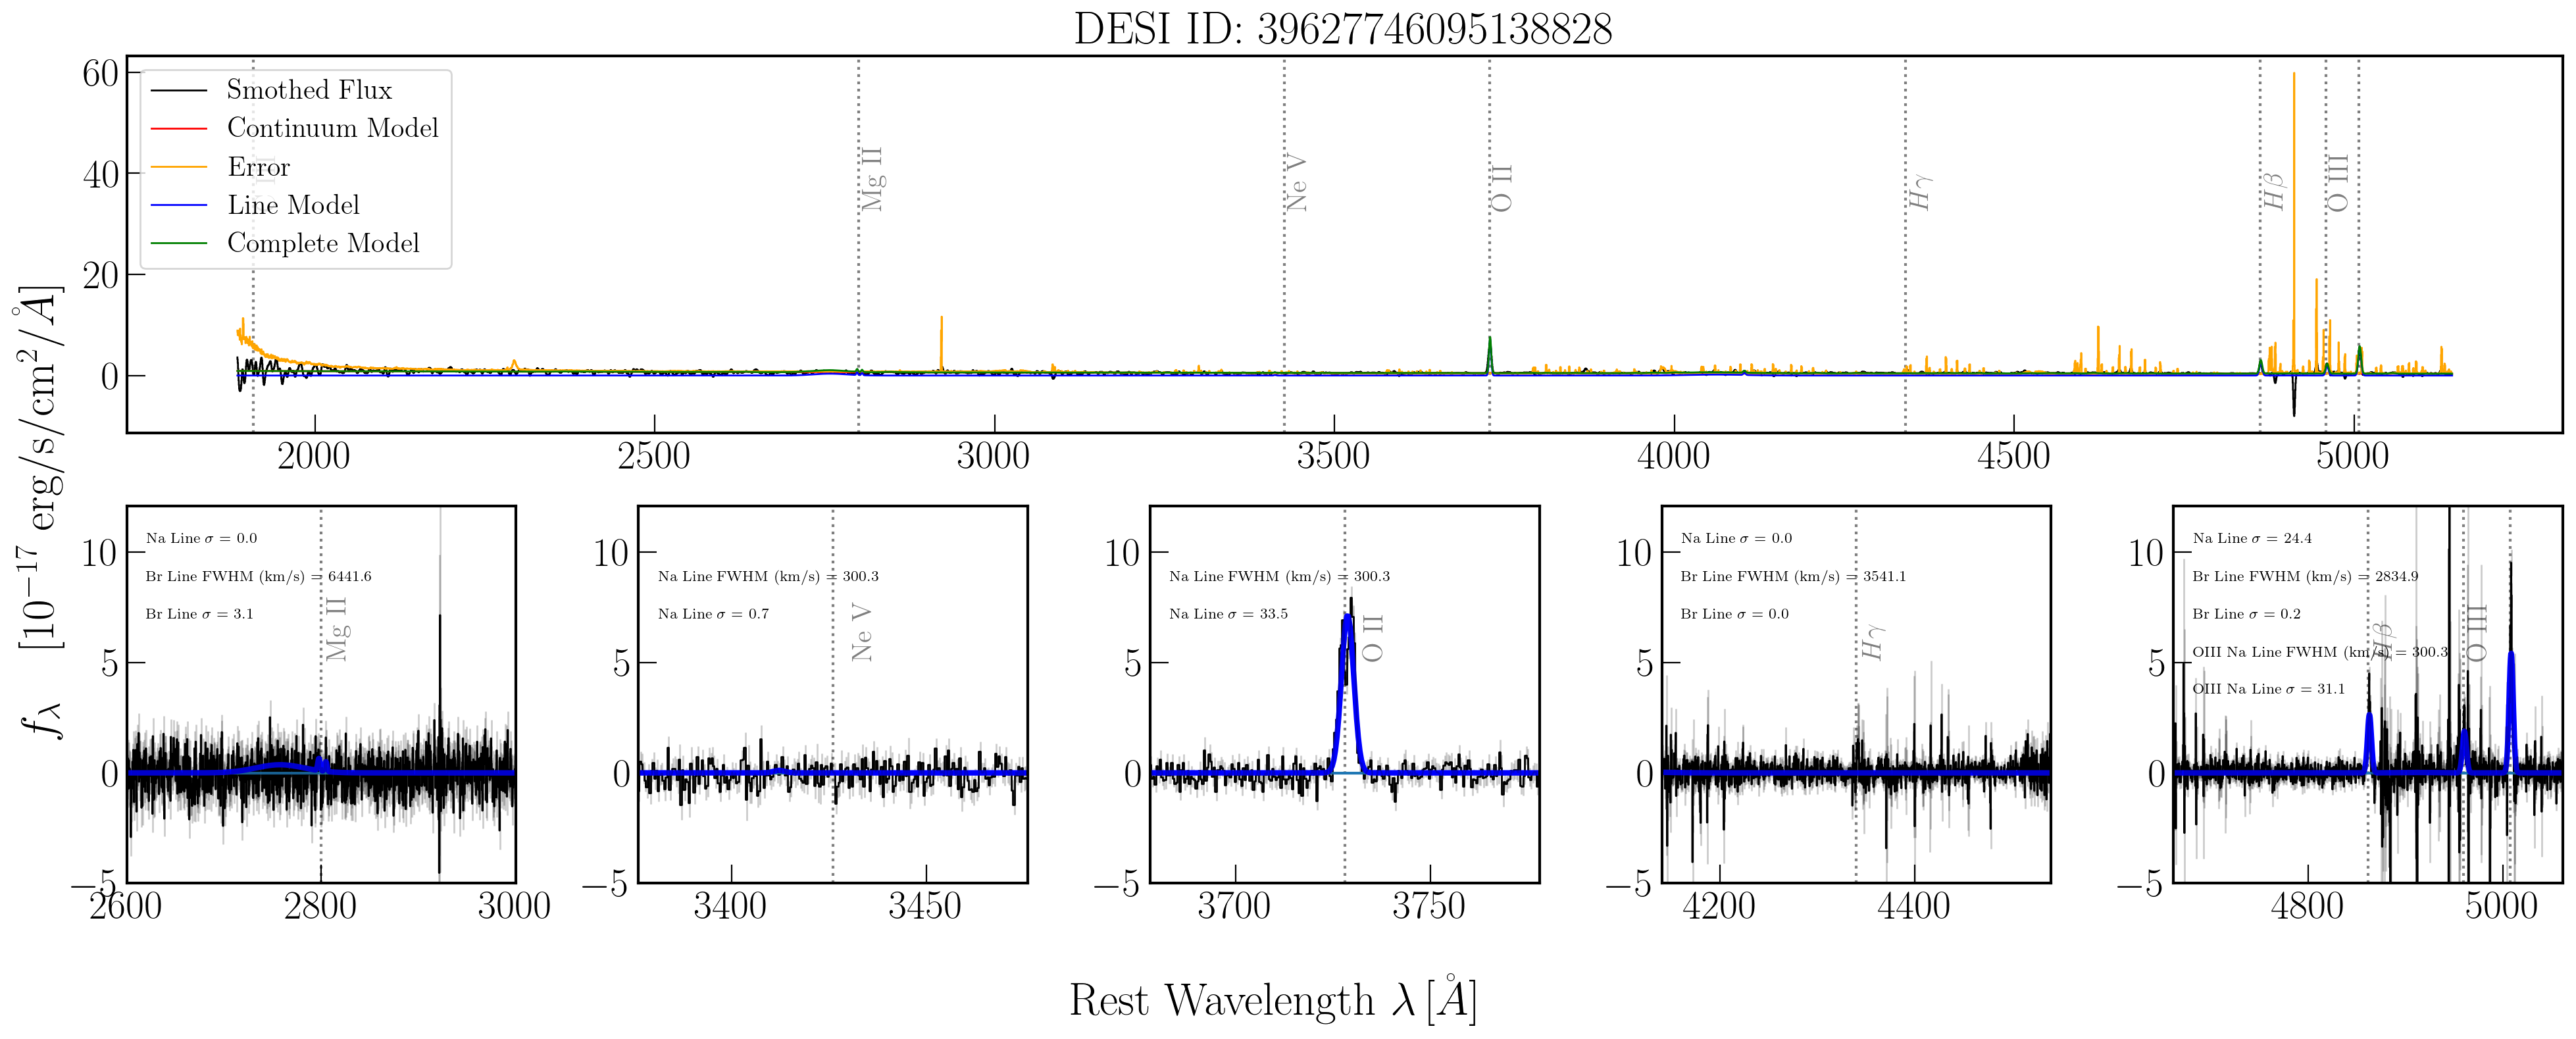 DESI ID: 39627746095138828
60
40
20
0
Smothed Flux
Continuum Model
Error
Line Model
Complete Model
Mg II
Ne V
O II
Hγ
Hβ
O III
2000
2500
3000
3500
4000
4500
5000
f_λ [10^{-17} erg/s/cm^2/Å]
10
5
0
−5
Na Line σ = 0.0
Br Line FWHM (km/s) = 6441.6
Br Line σ = 3.1
Mg II
2600
2800
3000
10
5
0
−5
Na Line FWHM (km/s) = 300.3
Na Line σ = 0.7
Ne V
3400
3450
10
5
0
−5
Na Line FWHM (km/s) = 300.3
Na Line σ = 33.5
O II
3700
3750
10
5
0
−5
Na Line σ = 0.0
Br Line FWHM (km/s) = 3541.1
Br Line σ = 0.0
Hγ
4200
4400
10
5
0
−5
Na Line σ = 24.4
Br Line FWHM (km/s) = 2834.9
Br Line σ = 0.2
OIII Na Line FWHM (km/s) = 300.3
OIII Na Line σ = 31.1
Hβ
O III
4800
5000
Rest Wavelength λ [Å]